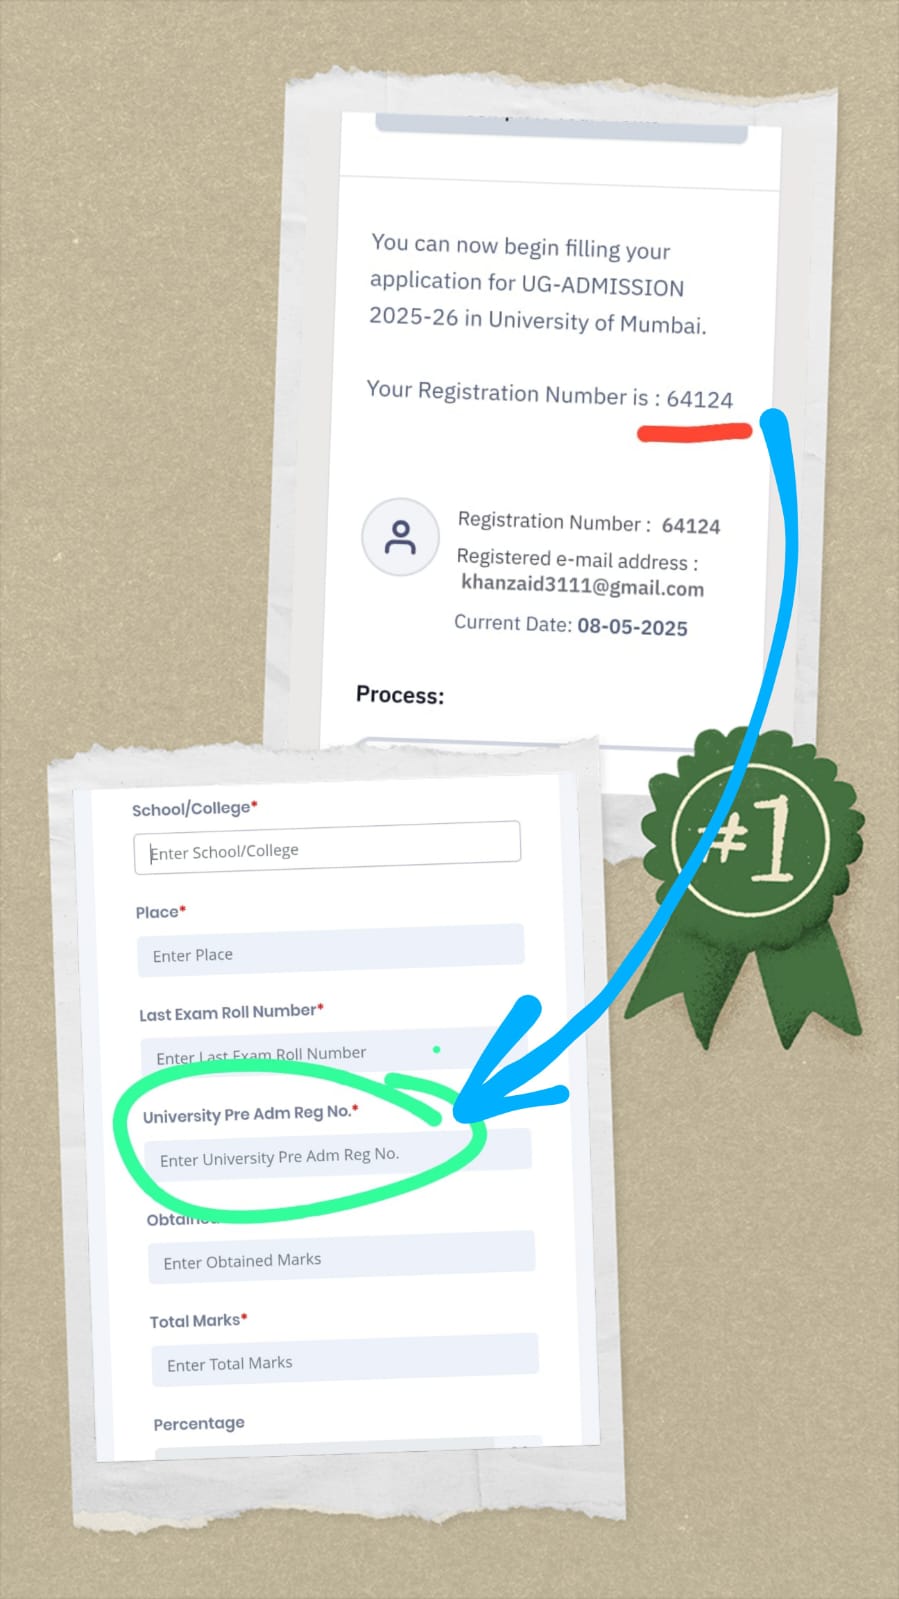 You can now begin filling your
application for UG-ADMISSION
2025-26 in University of Mumbai.
Your Registration Number is : 64124
Registration Number : 64124
Registered e-mail address :
khanzaid3111@gmail.com
Current Date: 08-05-2025
Process:
#1
School/College*
Enter School/College
Place*
Enter Place
Last Exam Roll Number*
Enter Last Exam Roll Number
University Pre Adm Reg No.*
Enter University Pre Adm Reg No.
Enter Obtained Marks
Total Marks*
Enter Total Marks
Percentage